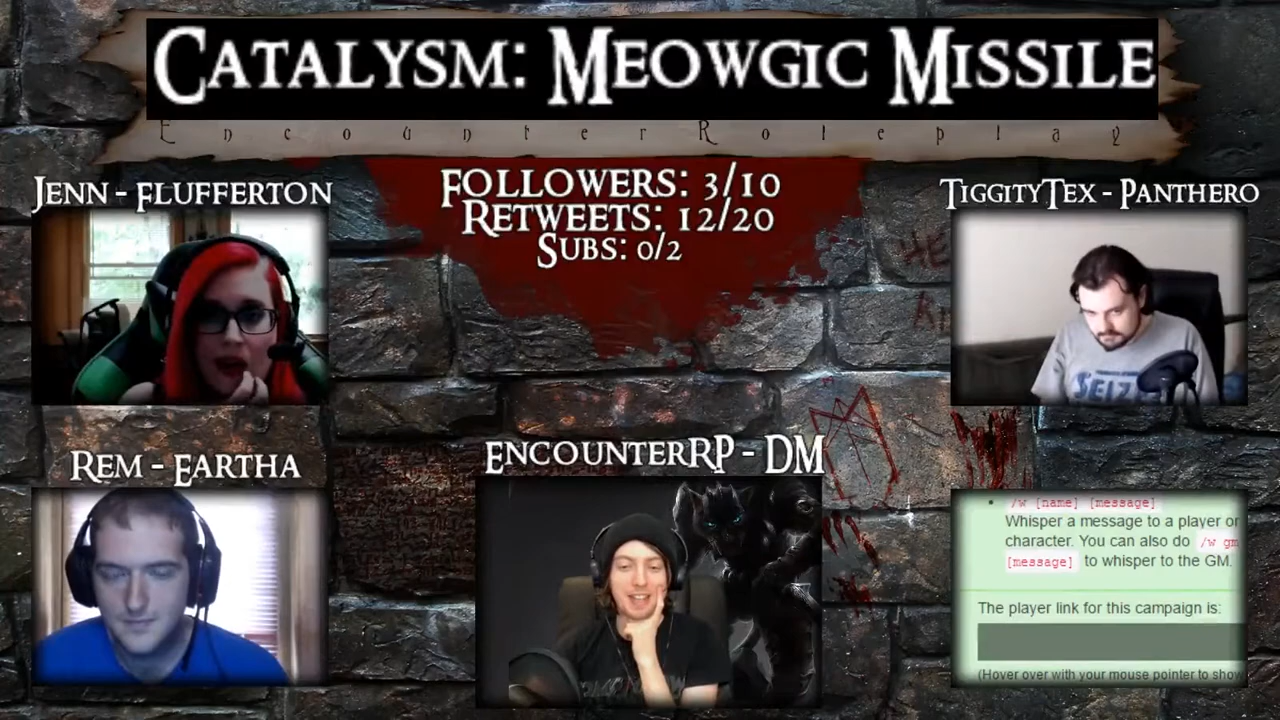 Catalysm: Meowgic Missile
EncounterRoleplay
Jenn - Flufferton
Followers: 3/10
Retweets: 12/20
Subs: 0/2
TiggityTex - Panthero
SEIZ
Rem - Eartha
EncounterRP - DM
/w [name] [message]
Whisper a message to a player or
character. You can also do /w gm
[message] to whisper to the GM.
The player link for this campaign is:
(Hover over with your mouse pointer to show